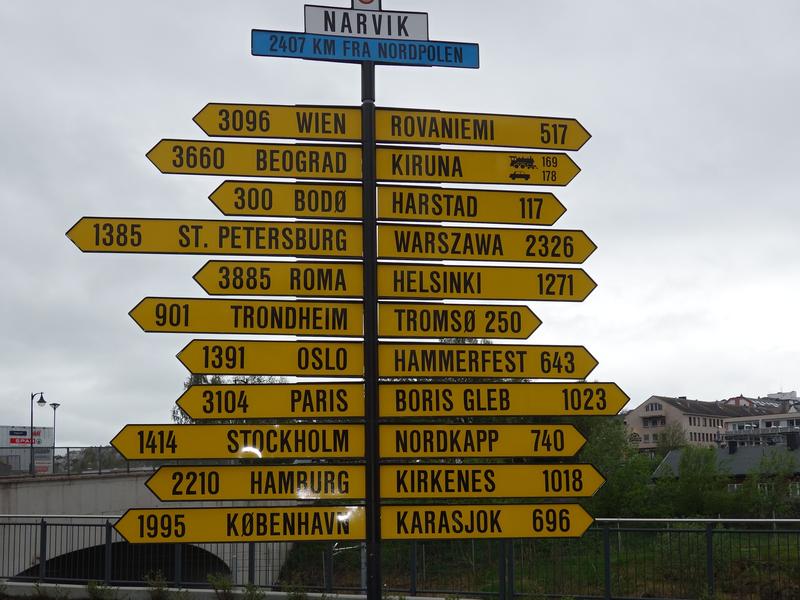 NARVIK
2407 KM FRA NORDPOLEN
3096 WIEN
ROVANIEMI 517
3660 BEOGRAD
KIRUNA 169
178
300 BODØ
HARSTAD 117
1385 ST. PETERSBURG
WARSZAWA 2326
3885 ROMA
HELSINKI 1271
901 TRONDHEIM
TROMSØ 250
1391 OSLO
HAMMERFEST 643
3104 PARIS
BORIS GLEB 1023
1414 STOCKHOLM
NORDKAPP 740
2210 HAMBURG
KIRKENES 1018
1995 KØBENHAVN
KARASJOK 696